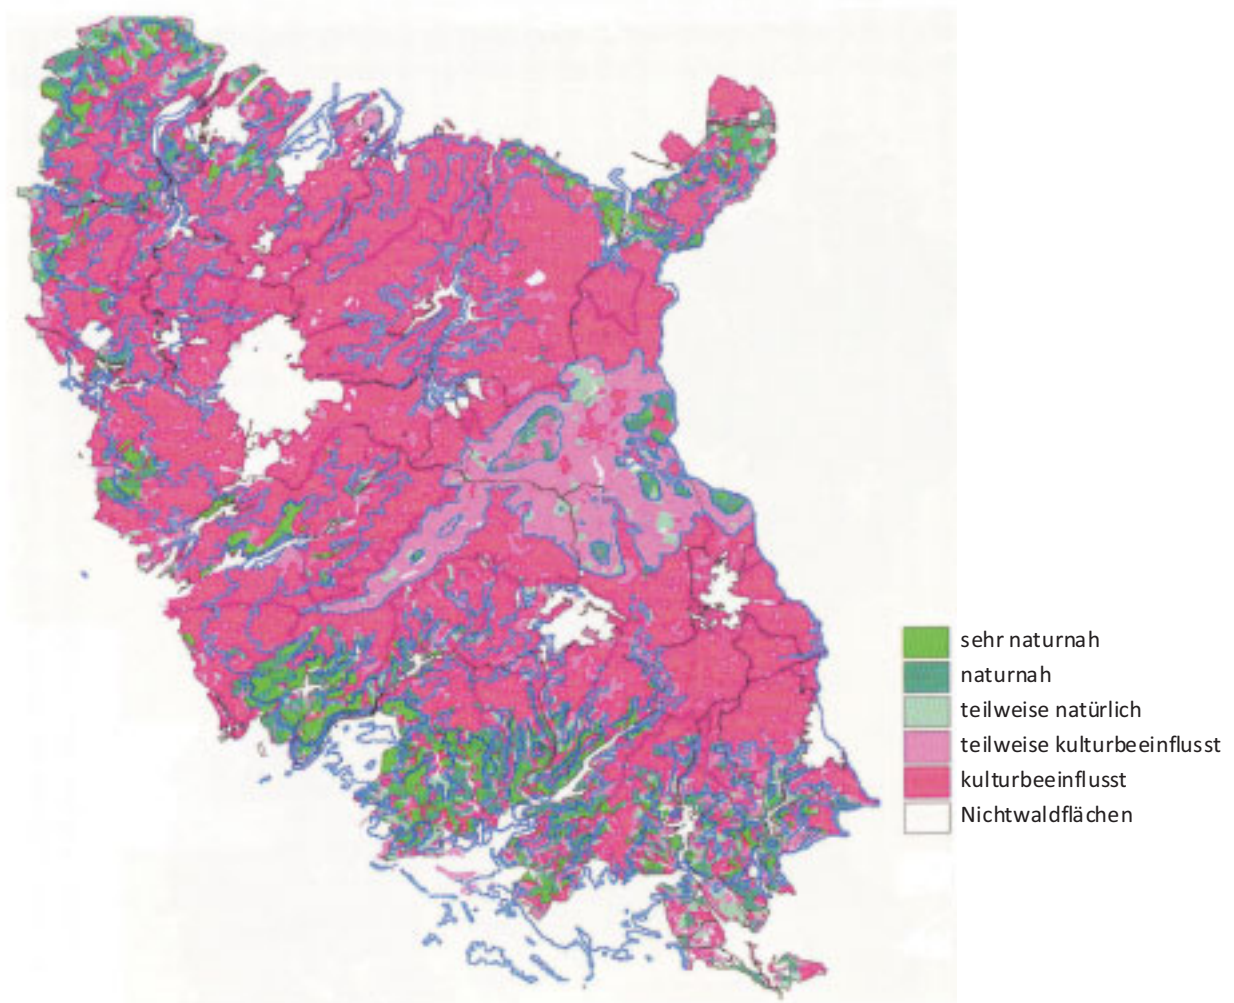 sehr naturnah
naturnah
teilweise natürlich
teilweise kulturbeeinflusst
kulturbeeinflusst
Nichtwaldflächen